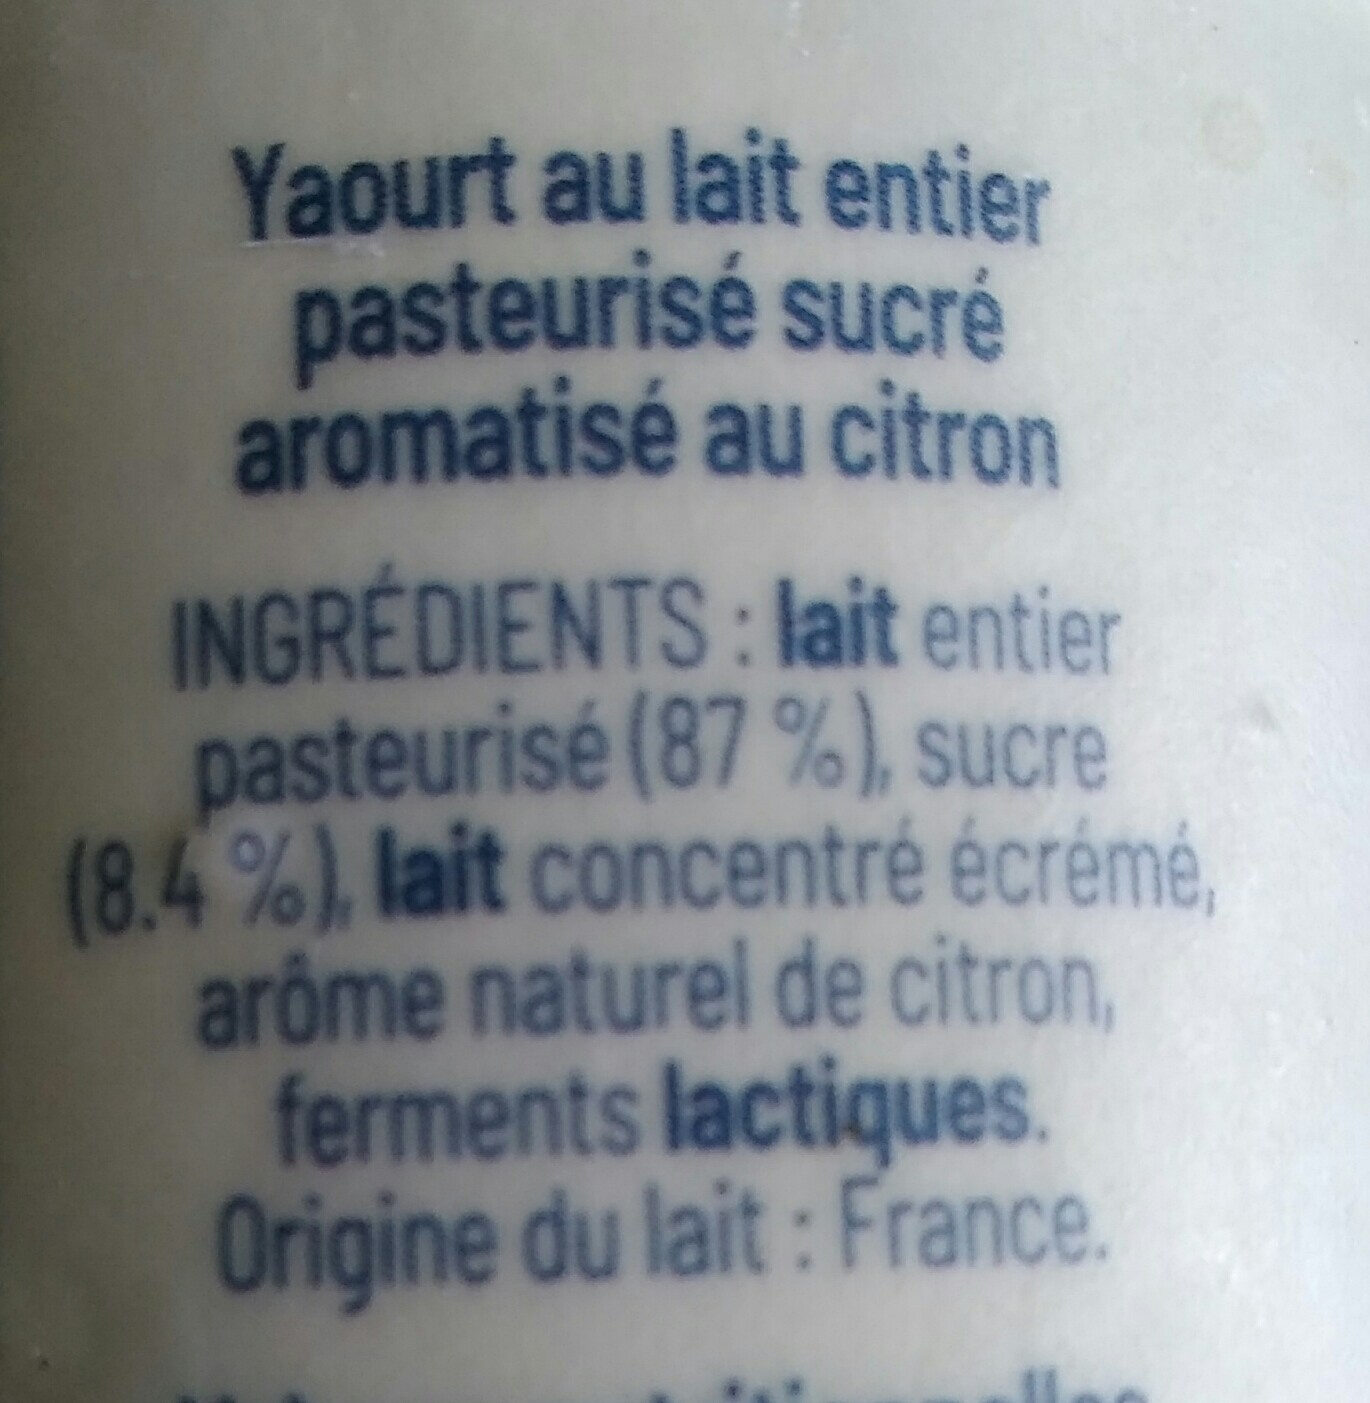 Yaourt au lait entier
pasteurisé sucré
aromatisé au citron
INGRÉDIENTS : lait entier
pasteurisé (87 %), sucre
(8.4 %), lait concentré écrémé,
arôme naturel de citron,
ferments lactiques.
Origine du lait : France.